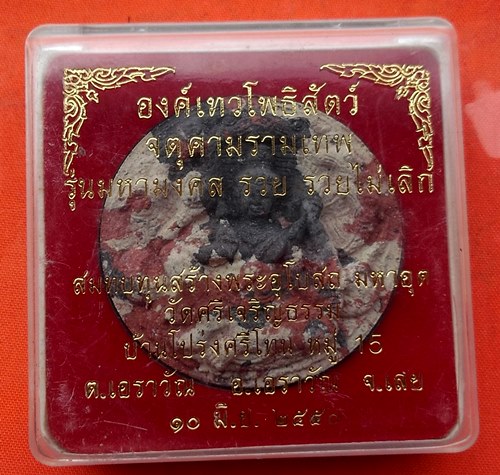 องค์เทวโพธิสัตว์
จตุคามรามเทพ
รุ่นมหามงคล รวย รวยไม่เลิก
สมทบทุนสร้างพระอุโบสถ มหาอุต
วัดศรีเจริญธรรม
บ้านโปร่งศรีโทน หมู่ 15
ต.เอราวัณ อ.เอราวัณ จ.เลย
๑๐ มี.ค. ๒๕๕